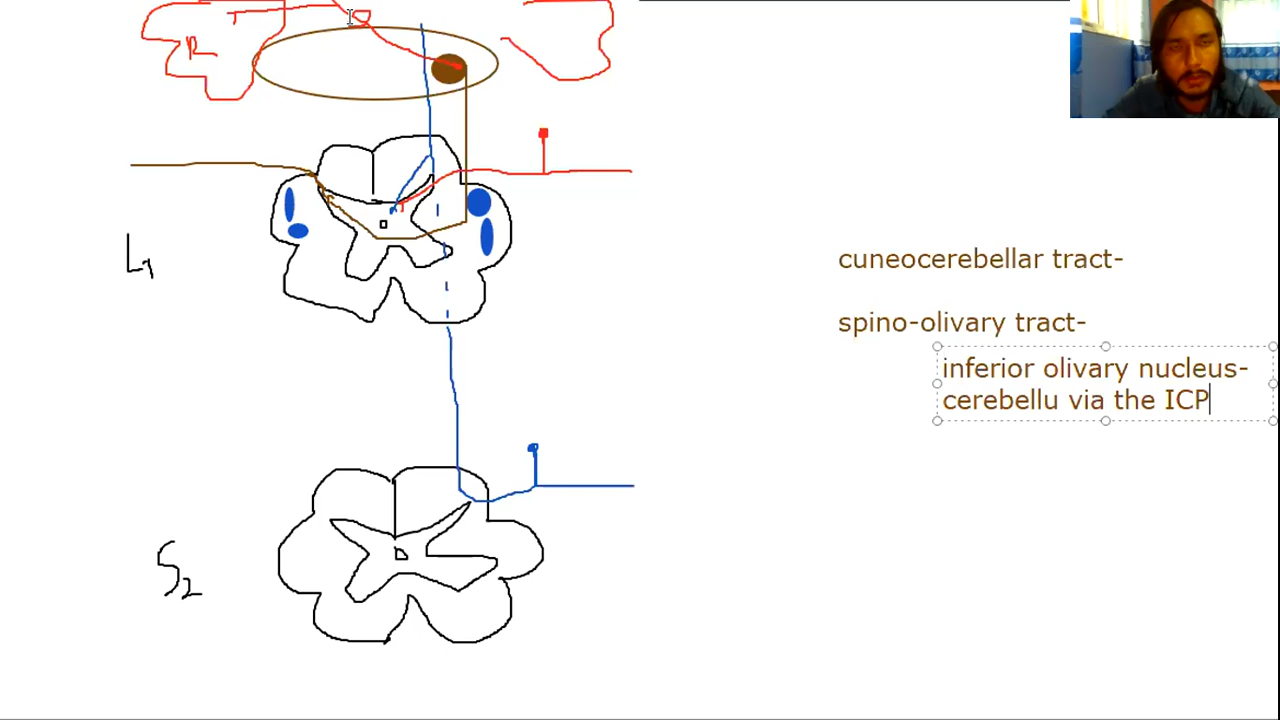 R
L1
cuneocerebellar tract-
spino-olivary tract-
inferior olivary nucleus-
cerebellu via the ICP
S2